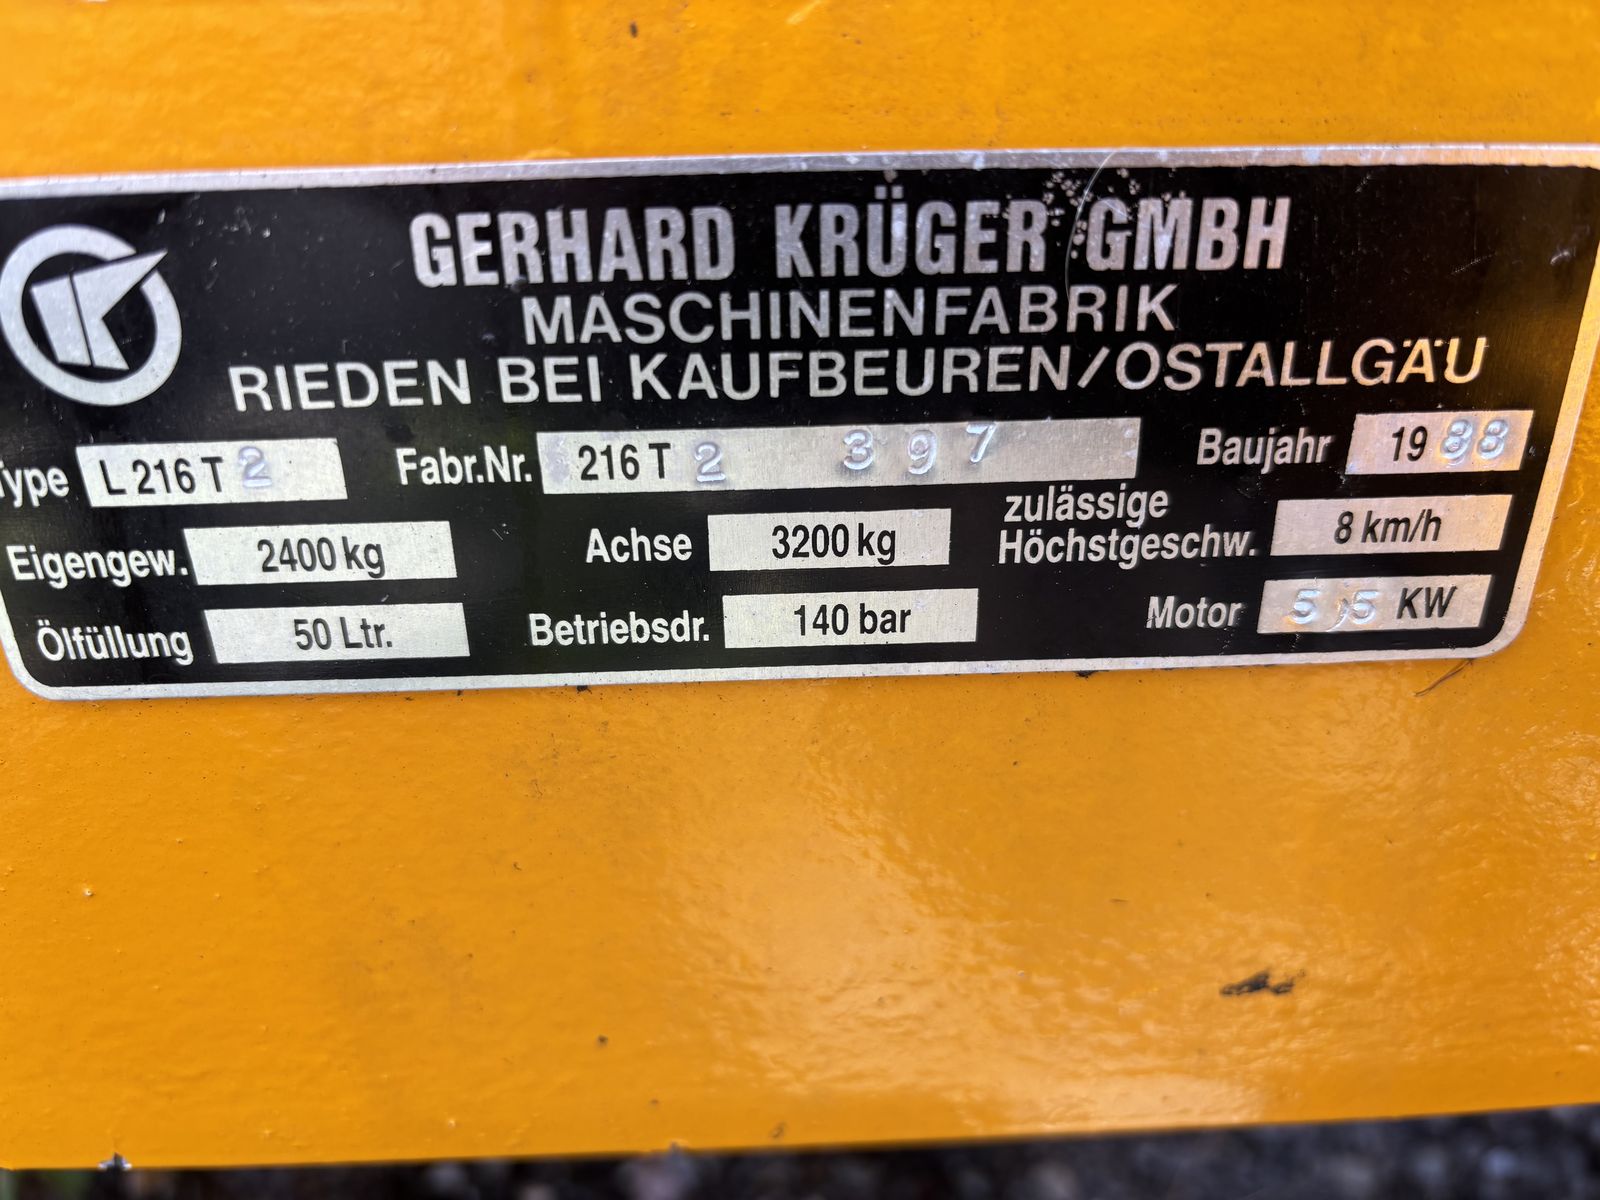 GERHARD KRÜGER GMBH
MASCHINENFABRIK
RIEDEN BEI KAUFBEUREN/OSTALLGÄU
Type L 216 T 2 Fabr.Nr. 216 T 2 397 Baujahr 19 88
Eigengew. 2400 kg Achse 3200 kg zulässige Höchstgeschw. 8 km/h
Ölfüllung 50 Ltr. Betriebsdr. 140 bar Motor 5,5 KW